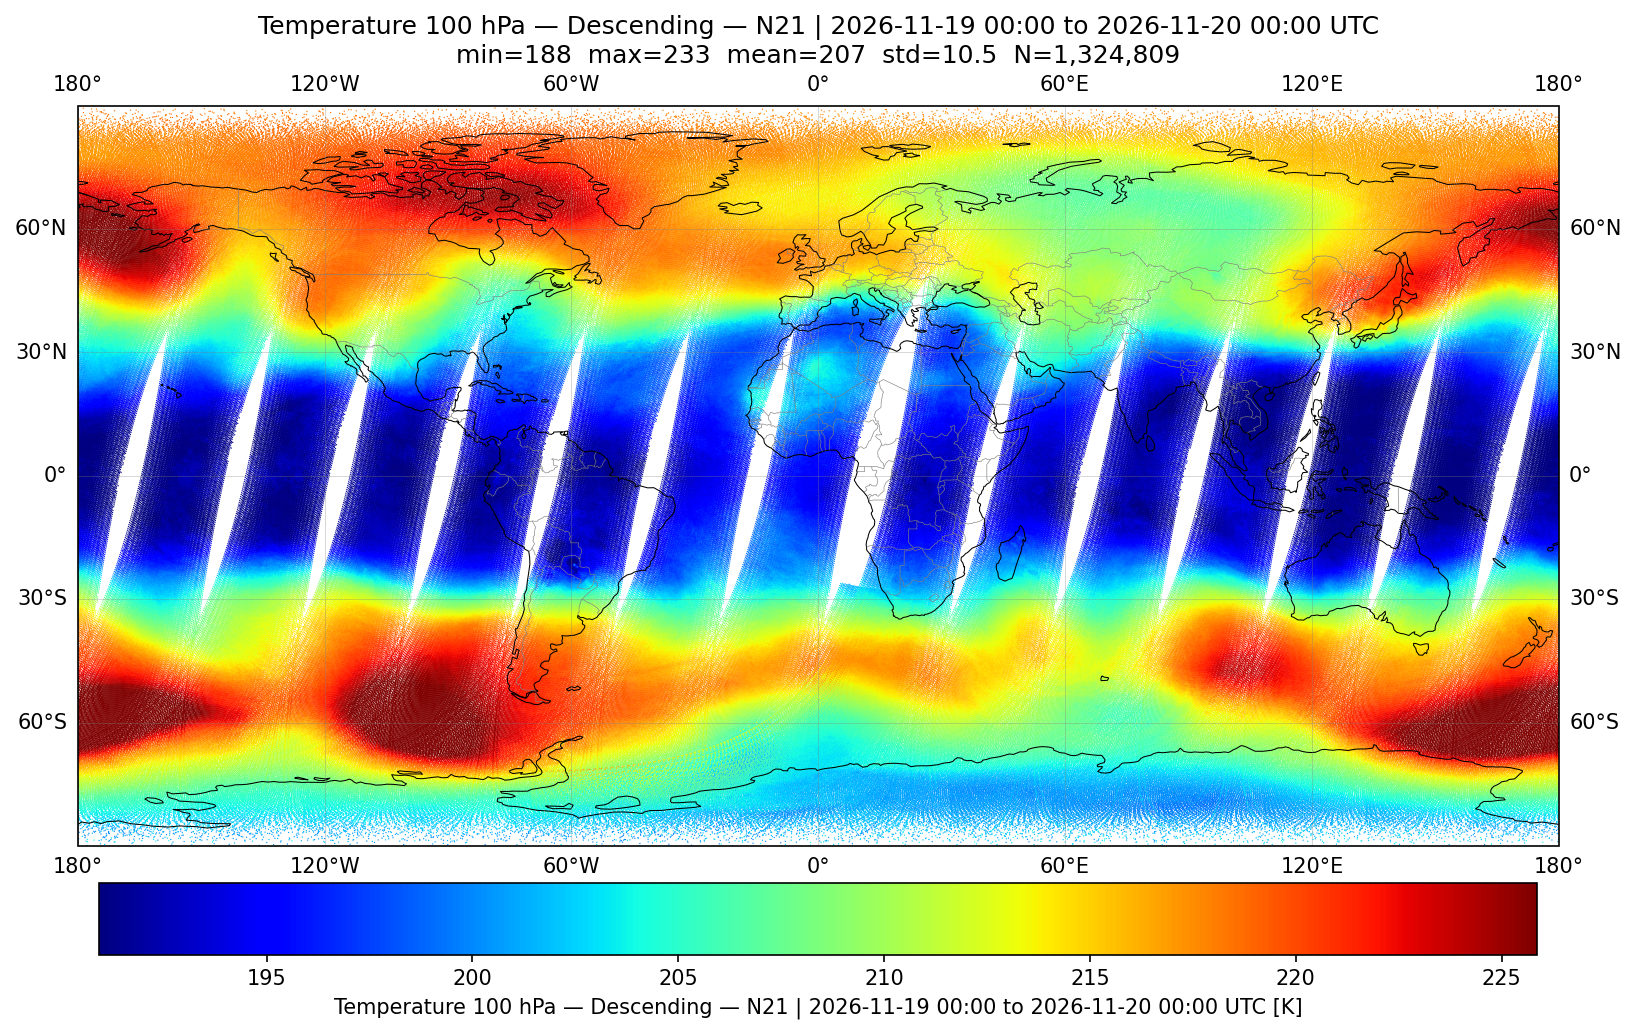 Temperature 100 hPa — Descending — N21 | 2026-11-19 00:00 to 2026-11-20 00:00 UTC
min=188  max=233  mean=207  std=10.5  N=1,324,809
180° 120°W 60°W 0° 60°E 120°E 180°
60°N 60°N
30°N 30°N
0° 0°
30°S 30°S
60°S 60°S
180° 120°W 60°W 0° 60°E 120°E 180°
195 200 205 210 215 220 225
Temperature 100 hPa — Descending — N21 | 2026-11-19 00:00 to 2026-11-20 00:00 UTC [K]